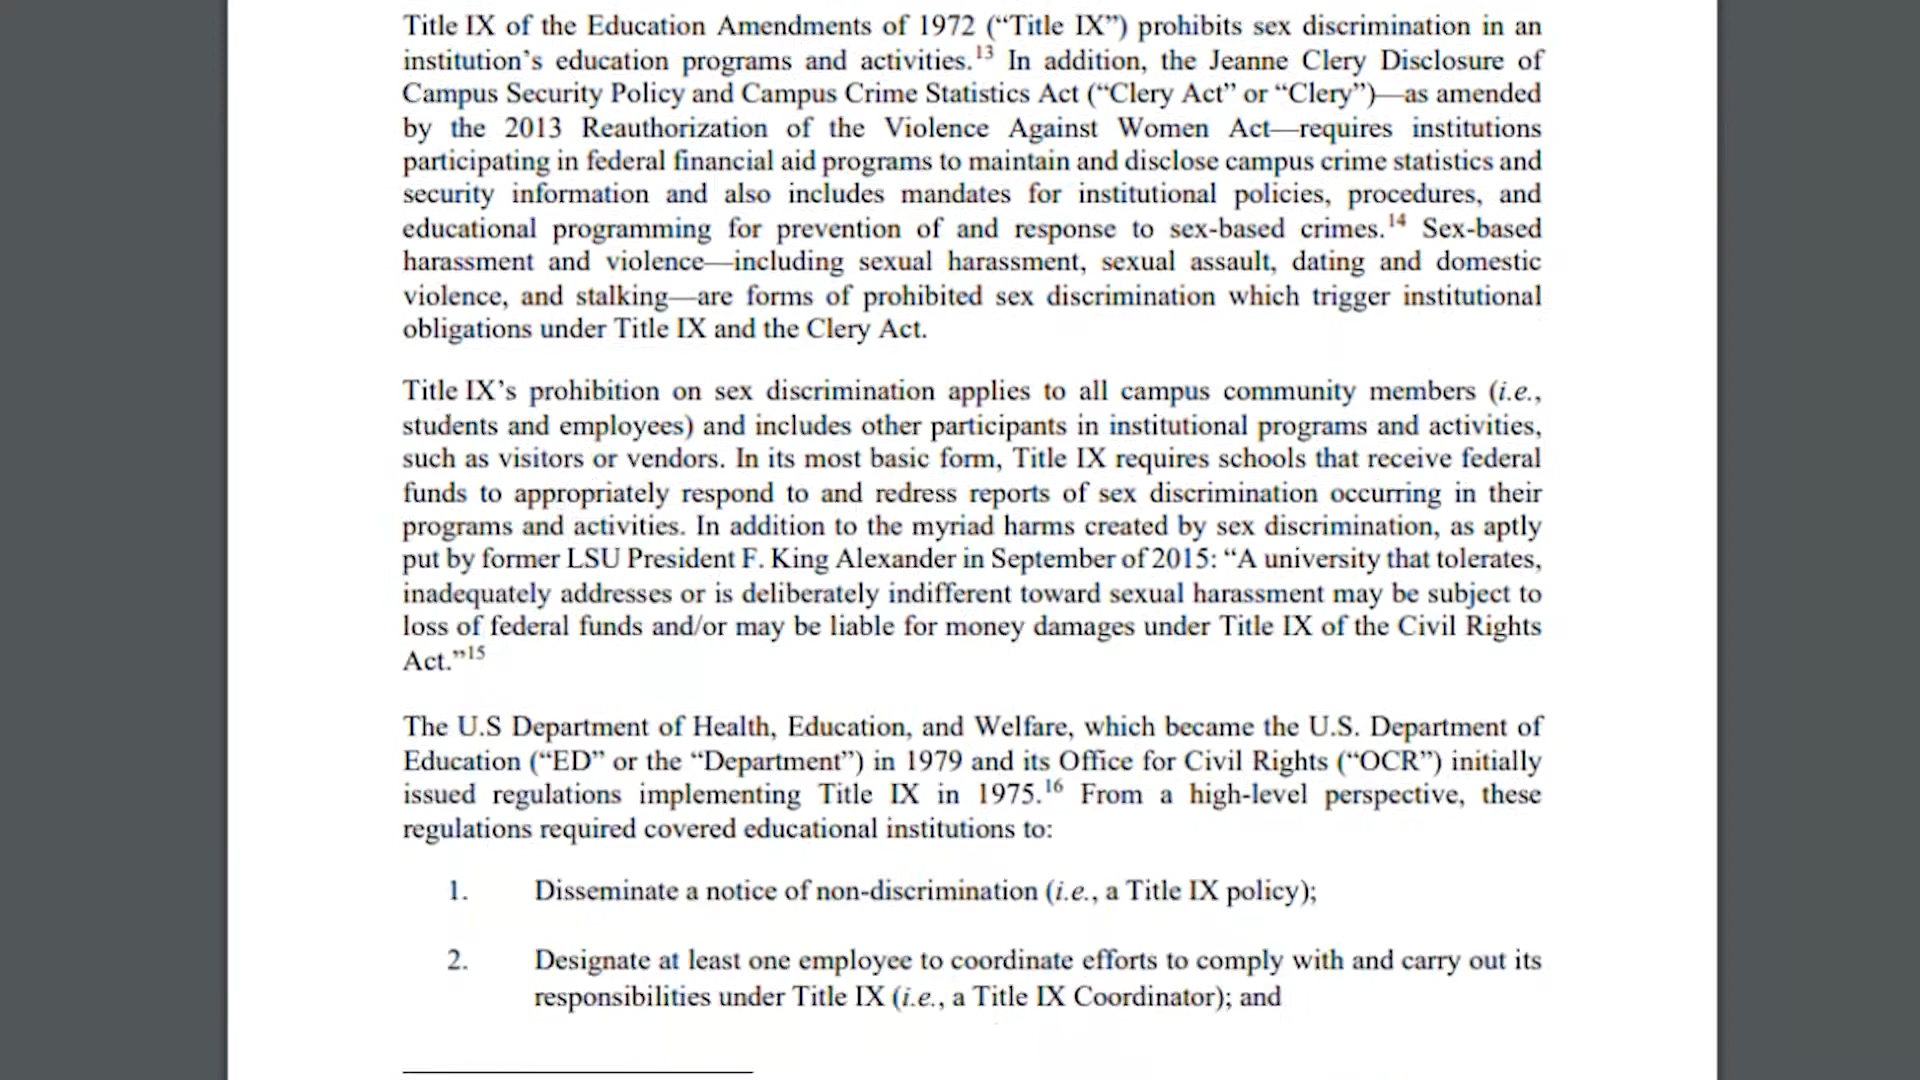 Title IX of the Education Amendments of 1972 (“Title IX”) prohibits sex discrimination in an
institution’s education programs and activities.13 In addition, the Jeanne Clery Disclosure of
Campus Security Policy and Campus Crime Statistics Act (“Clery Act” or “Clery”)—as amended
by the 2013 Reauthorization of the Violence Against Women Act—requires institutions
participating in federal financial aid programs to maintain and disclose campus crime statistics and
security information and also includes mandates for institutional policies, procedures, and
educational programming for prevention of and response to sex-based crimes.14 Sex-based
harassment and violence—including sexual harassment, sexual assault, dating and domestic
violence, and stalking—are forms of prohibited sex discrimination which trigger institutional
obligations under Title IX and the Clery Act.
Title IX’s prohibition on sex discrimination applies to all campus community members (i.e.,
students and employees) and includes other participants in institutional programs and activities,
such as visitors or vendors. In its most basic form, Title IX requires schools that receive federal
funds to appropriately respond to and redress reports of sex discrimination occurring in their
programs and activities. In addition to the myriad harms created by sex discrimination, as aptly
put by former LSU President F. King Alexander in September of 2015: “A university that tolerates,
inadequately addresses or is deliberately indifferent toward sexual harassment may be subject to
loss of federal funds and/or may be liable for money damages under Title IX of the Civil Rights
Act.”15
The U.S Department of Health, Education, and Welfare, which became the U.S. Department of
Education (“ED” or the “Department”) in 1979 and its Office for Civil Rights (“OCR”) initially
issued regulations implementing Title IX in 1975.16 From a high-level perspective, these
regulations required covered educational institutions to:
1. Disseminate a notice of non-discrimination (i.e., a Title IX policy);
2. Designate at least one employee to coordinate efforts to comply with and carry out its
responsibilities under Title IX (i.e., a Title IX Coordinator); and